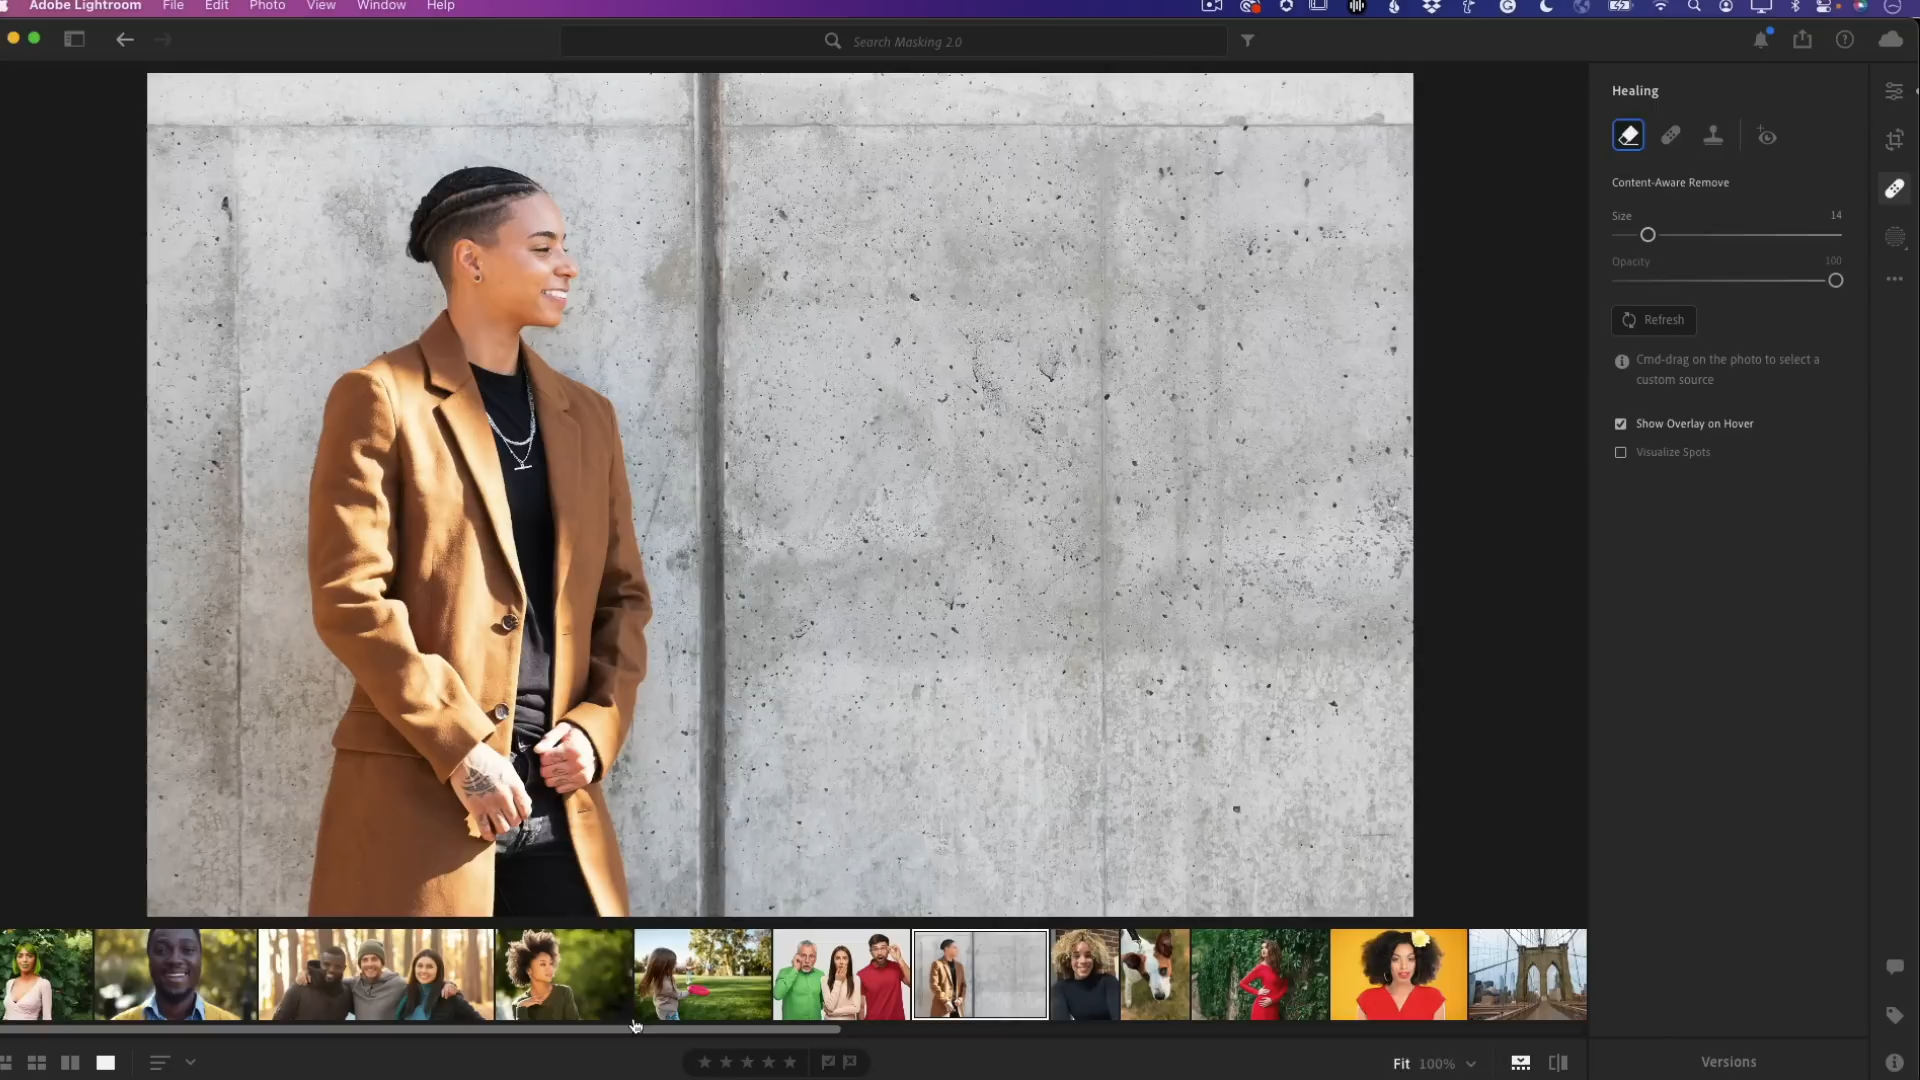 Adobe Lightroom File Edit Photo View Window Help
Search Masking 2.0
Healing
Content-Aware Remove
Size 14
Opacity 100
Refresh
Cmd-drag on the photo to select a
custom source
Show Overlay on Hover
Visualize Spots
Fit 100%
Versions